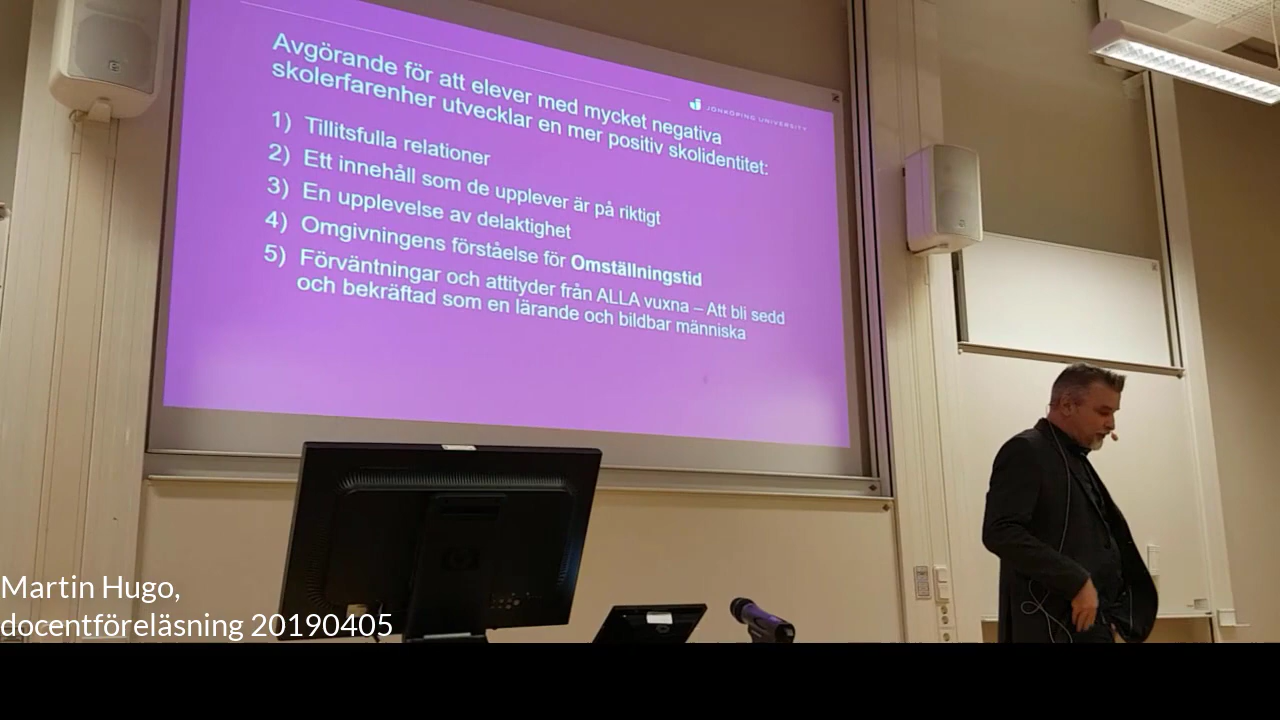 JÖNKÖPING UNIVERSITY
Avgörande för att elever med mycket negativa
skolerfarenher utvecklar en mer positiv skolidentitet:
1) Tillitsfulla relationer
2) Ett innehåll som de upplever är på riktigt
3) En upplevelse av delaktighet
4) Omgivningens förståelse för Omställningstid
5) Förväntningar och attityder från ALLA vuxna – Att bli sedd
och bekräftad som en lärande och bildbar människa
Martin Hugo,
docentföreläsning 20190405